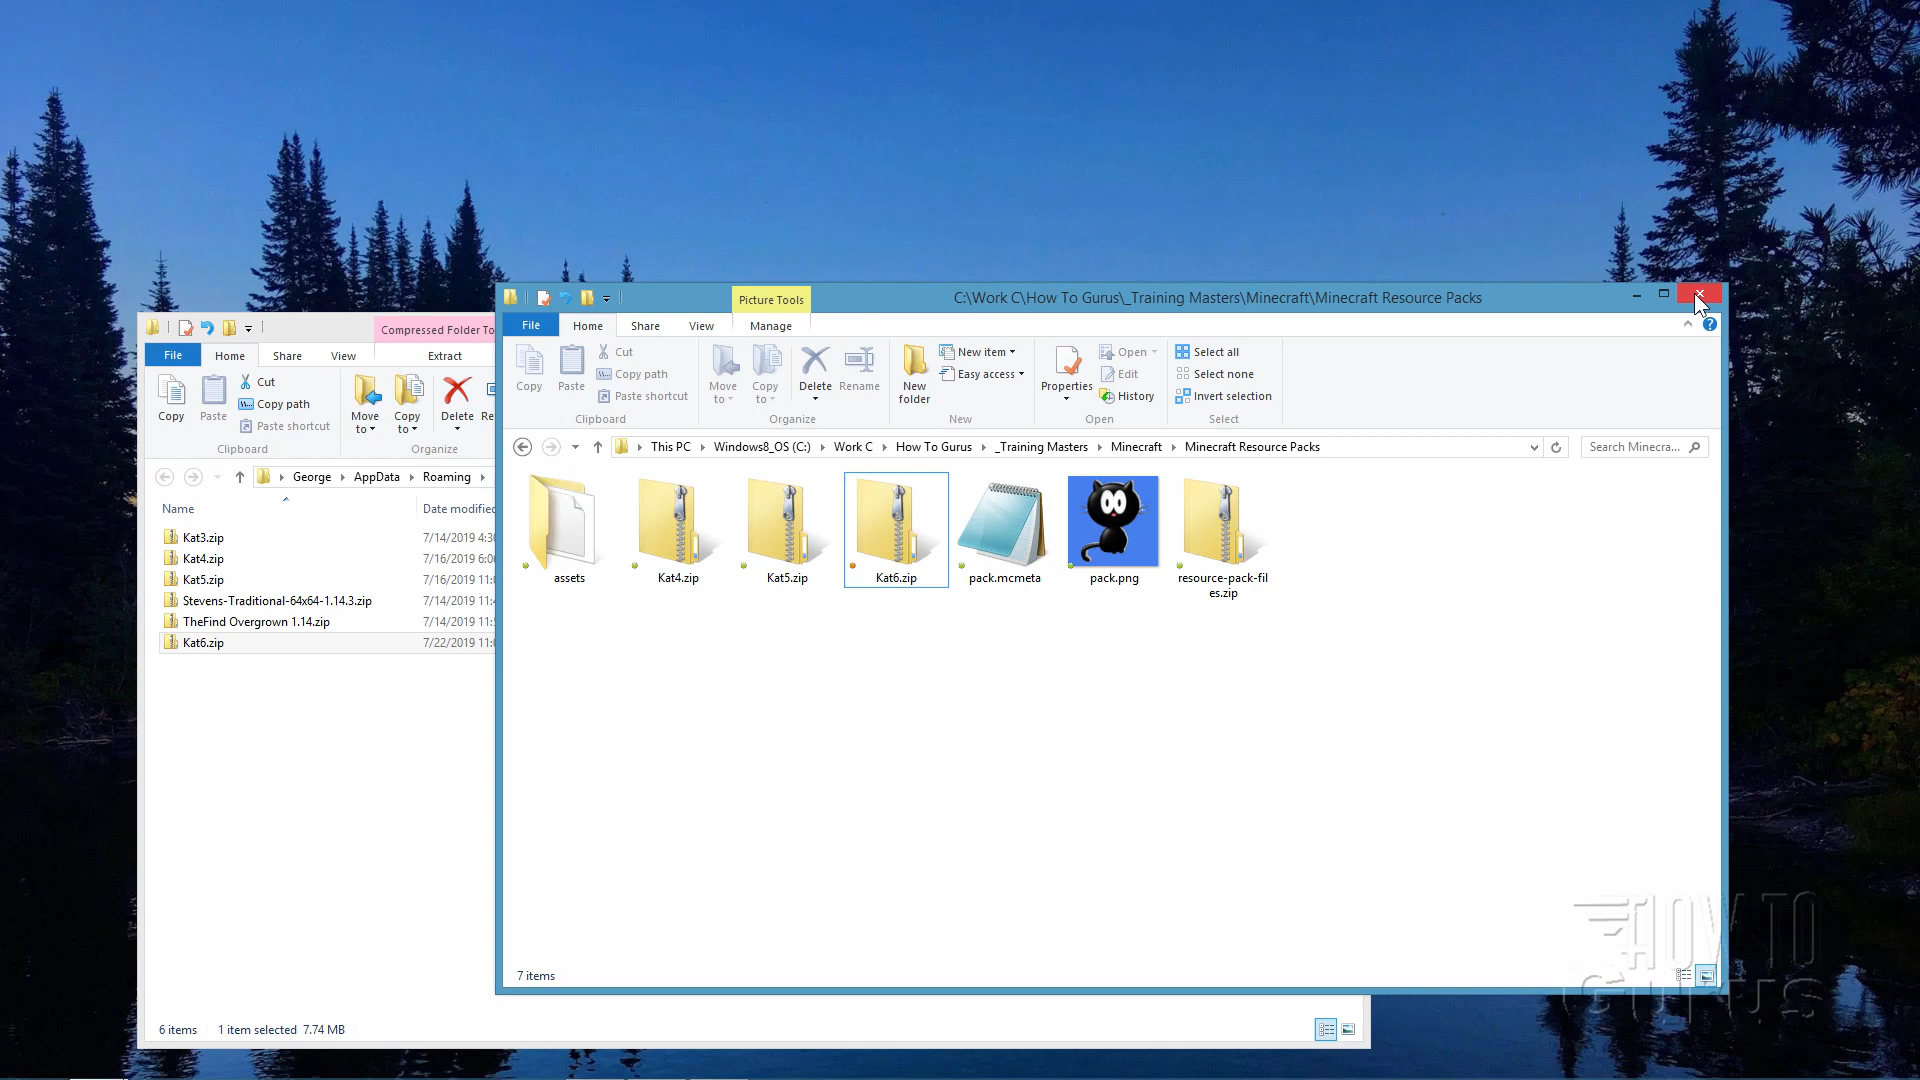 Picture Tools
C:\Work C\How To Gurus\_Training Masters\Minecraft\Minecraft Resource Packs
File Home Share View Manage
Copy
Paste
Cut
Copy path
Paste shortcut
Clipboard
Move to
Copy to
Delete
Rename
Organize
New folder
New item
Easy access
New
Properties
Open
Edit
History
Open
Select all
Select none
Invert selection
Select
This PC Windows8_OS (C:) Work C How To Gurus _Training Masters Minecraft Minecraft Resource Packs
Search Minecra...
assets
Kat4.zip
Kat5.zip
Kat6.zip
pack.mcmeta
pack.png
resource-pack-fil
es.zip
7 items
Compressed Folder To
File Home Share View Extract
Copy
Paste
Cut
Copy path
Paste shortcut
Clipboard
Move to
Copy to
Delete
Re
Organize
George AppData Roaming
Name Date modified
Kat3.zip 7/14/2019 4:30
Kat4.zip 7/16/2019 6:06
Kat5.zip 7/16/2019 11:
Stevens-Traditional-64x64-1.14.3.zip 7/14/2019 11:
TheFind Overgrown 1.14.zip 7/14/2019 11:
Kat6.zip 7/22/2019 11:
6 items 1 item selected 7.74 MB
HOW TO
GURUS